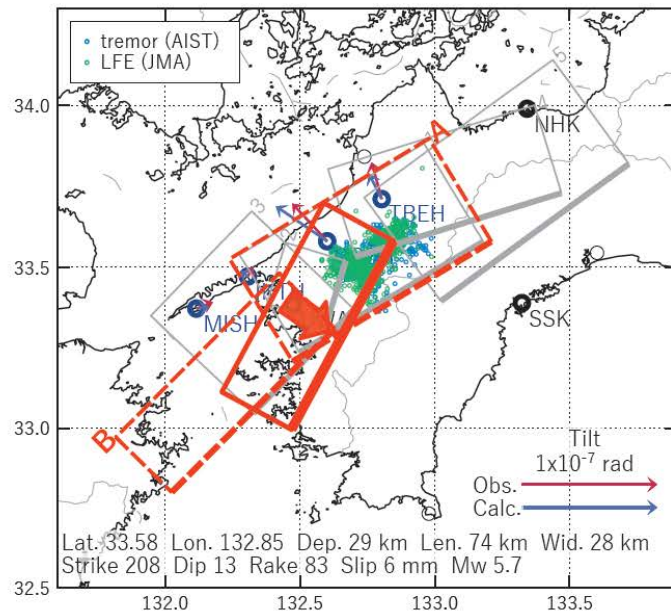 tremor (AIST)
LFE (JMA)
34.0
33.5
33.0
32.5
132.0
132.5
133.0
133.5
A
B
3
NHK
TBEH
MISH
SSK
Tilt
1x10⁻⁷ rad
Obs.
Calc.
Lat. 33.58 Lon. 132.85 Dep. 29 km Len. 74 km Wid. 28 km
Strike 208 Dip 13 Rake 83 Slip 6 mm Mw 5.7